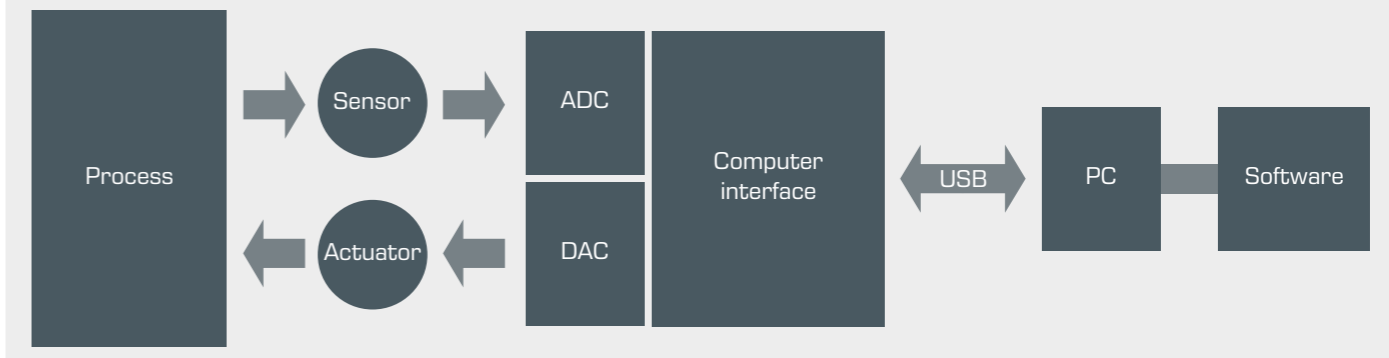 Process
Sensor
Actuator
ADC
DAC
Computer
interface
USB
PC
Software